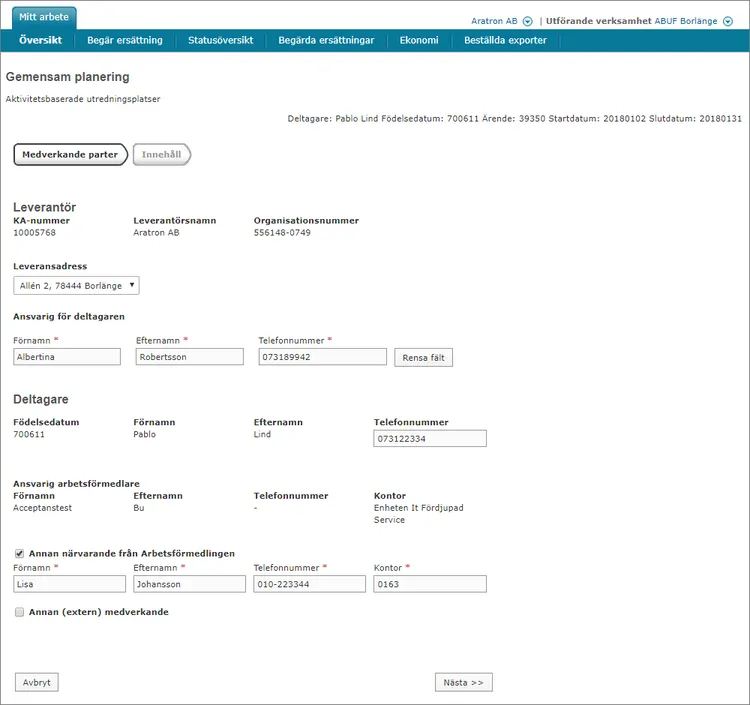 Mitt arbete
Aratron AB | Utförande verksamhet ABUF Borlänge
Översikt Begär ersättning Statusöversikt Begärda ersättningar Ekonomi Beställda exporter
Gemensam planering
Aktivitetsbaserade utredningsplatser
Deltagare: Pablo Lind Födelsedatum: 700611 Ärende: 39350 Startdatum: 20180102 Slutdatum: 20180131
Medverkande parter Innehåll
Leverantör
KA-nummer Leverantörsnamn Organisationsnummer
10005768 Aratron AB 556148-0749
Leveransadress
Allén 2, 78444 Borlänge
Ansvarig för deltagaren
Förnamn * Efternamn * Telefonnummer *
Albertina Robertsson 073189942 Rensa fält
Deltagare
Födelsedatum Förnamn Efternamn Telefonnummer
700611 Pablo Lind 073122334
Ansvarig arbetsförmedlare
Förnamn Efternamn Telefonnummer Kontor
Acceptanstest Bu - Enheten It Fördjupad
Service
Annan närvarande från Arbetsförmedlingen
Förnamn * Efternamn * Telefonnummer * Kontor *
Lisa Johansson 010-223344 0163
Annan (extern) medverkande
Avbryt Nästa >>